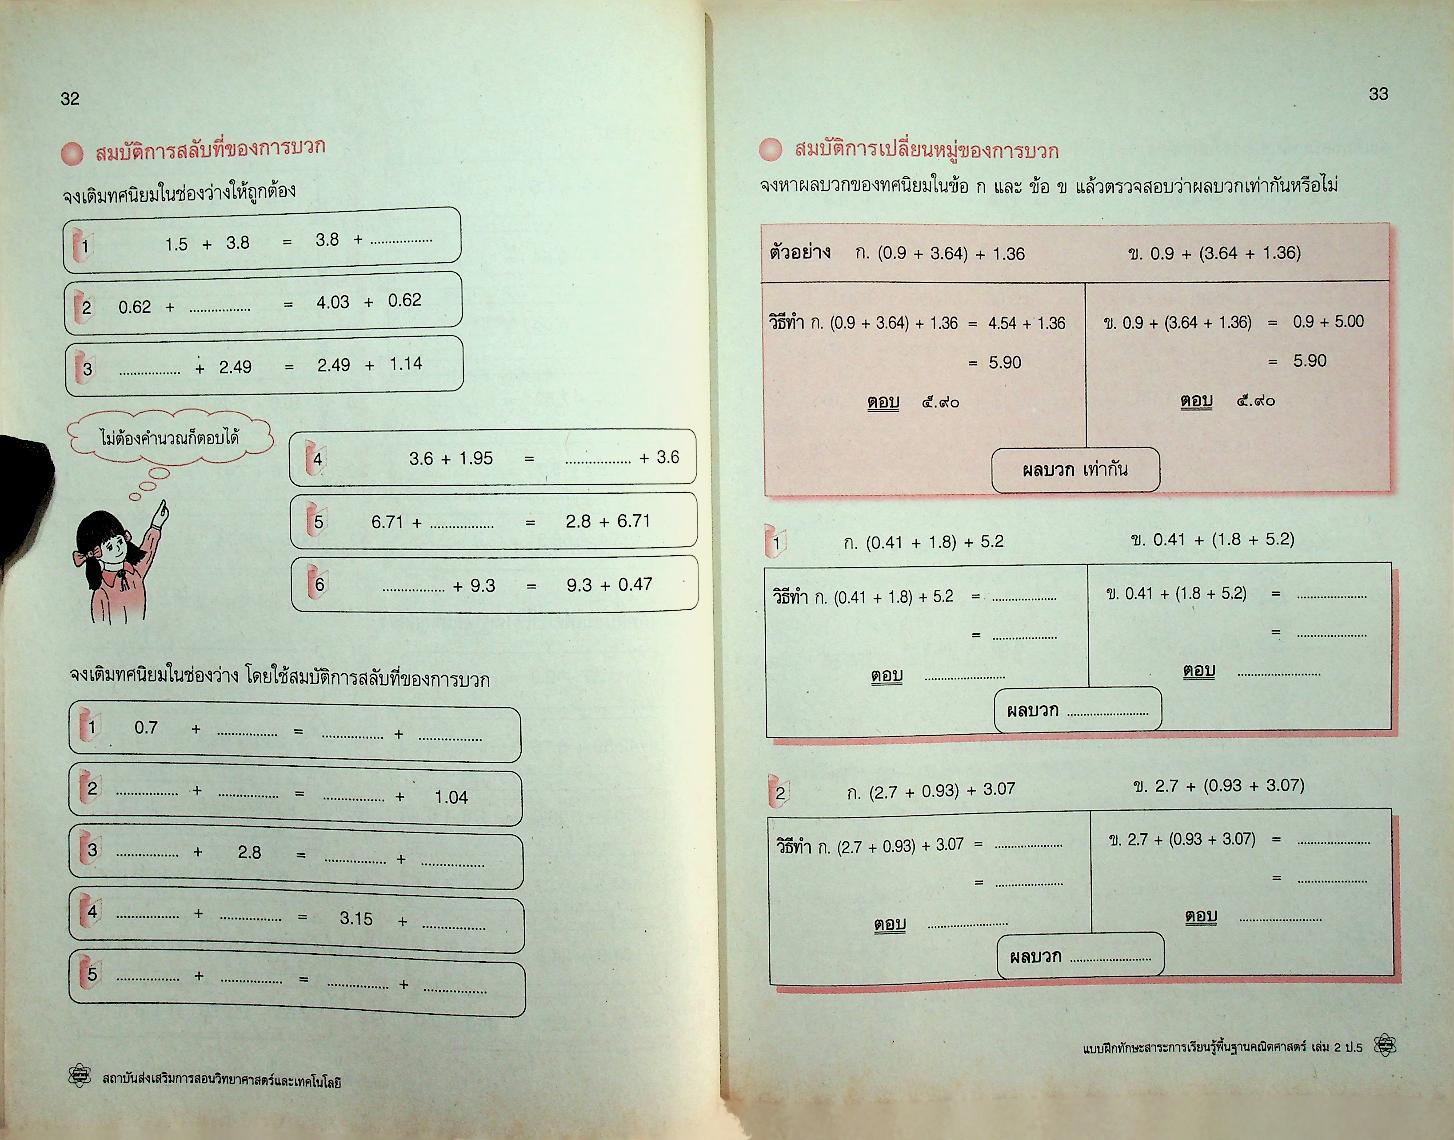 32
สมบัติการสลับที่ของการบวก
จงเติมทศนิยมในช่องว่างให้ถูกต้อง
1 1.5 + 3.8 = 3.8 + ................
2 0.62 + ................ = 4.03 + 0.62
3 ................ + 2.49 = 2.49 + 1.14
ไม่ต้องคำนวณก็ตอบได้
4 3.6 + 1.95 = ................ + 3.6
5 6.71 + ................ = 2.8 + 6.71
6 ................ + 9.3 = 9.3 + 0.47
จงเติมทศนิยมในช่องว่าง โดยใช้สมบัติการสลับที่ของการบวก
1 0.7 + ................ = ................ + ................
2 ................ + ................ = ................ + 1.04
3 ................ + 2.8 = ................ + ................
4 ................ + ................ = 3.15 + ................
5 ................ + ................ = ................ + ................
สถาบันส่งเสริมการสอนวิทยาศาสตร์และเทคโนโลยี
33
สมบัติการเปลี่ยนหมู่ของการบวก
จงหาผลบวกของทศนิยมในข้อ ก และ ข้อ ข แล้วตรวจสอบว่าผลบวกเท่ากันหรือไม่
ตัวอย่าง ก. (0.9 + 3.64) + 1.36 ข. 0.9 + (3.64 + 1.36)
วิธีทำ ก. (0.9 + 3.64) + 1.36 = 4.54 + 1.36 ข. 0.9 + (3.64 + 1.36) = 0.9 + 5.00
= 5.90 = 5.90
ตอบ ๕.๙๐ ตอบ ๕.๙๐
ผลบวก เท่ากัน
1 ก. (0.41 + 1.8) + 5.2 ข. 0.41 + (1.8 + 5.2)
วิธีทำ ก. (0.41 + 1.8) + 5.2 = ................ ข. 0.41 + (1.8 + 5.2) = ................
= ................ = ................
ตอบ .................... ตอบ ....................
ผลบวก ....................
2 ก. (2.7 + 0.93) + 3.07 ข. 2.7 + (0.93 + 3.07)
วิธีทำ ก. (2.7 + 0.93) + 3.07 = ................ ข. 2.7 + (0.93 + 3.07) = ................
= ................ = ................
ตอบ .................... ตอบ ....................
ผลบวก ....................
แบบฝึกทักษะสาระการเรียนรู้พื้นฐานคณิตศาสตร์ เล่ม 2 ป.5